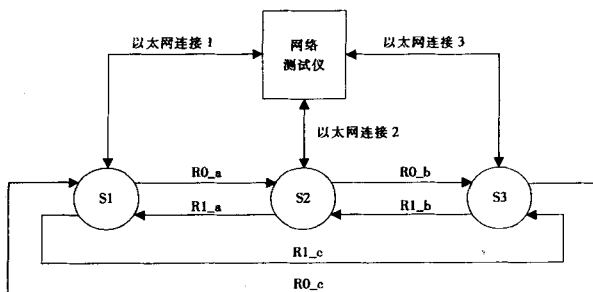 以太网连接 1
网络
测试仪
以太网连接 3
以太网连接 2
S1
R0_a
R1_a
S2
R0_b
R1_b
S3
R1_c
R0_c